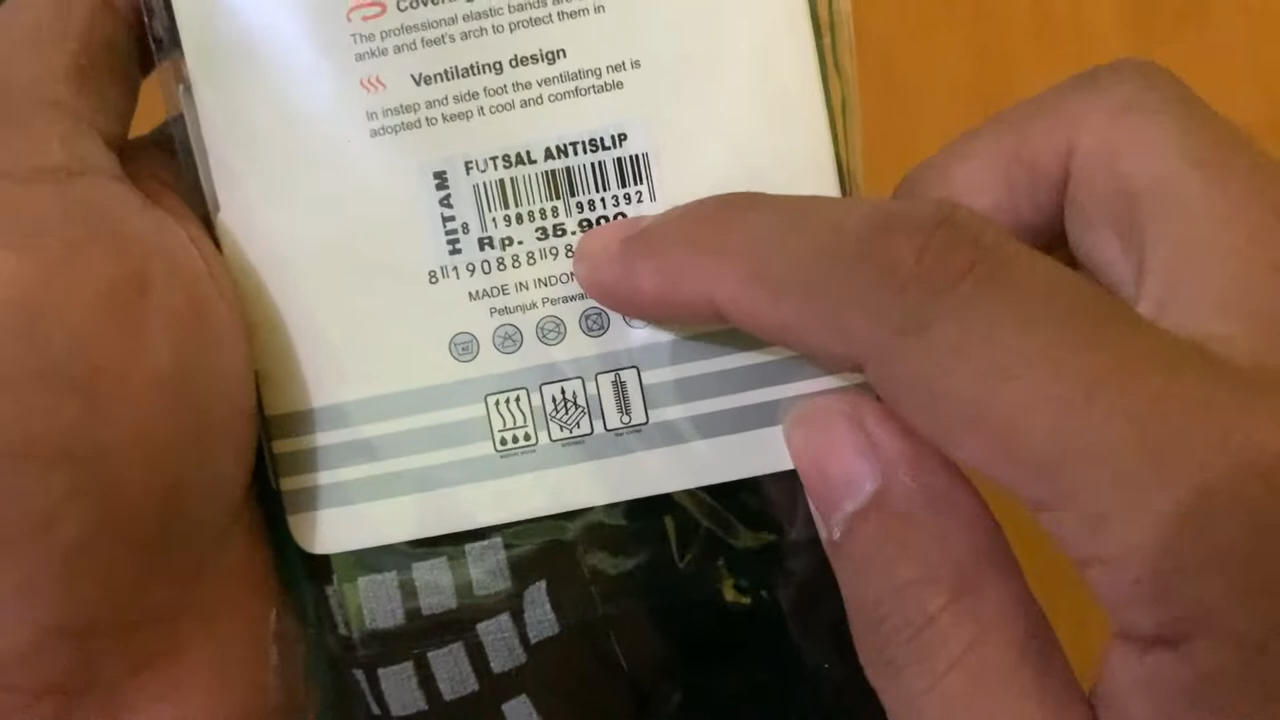 The professional elastic bands are
ankle and feet's arch to protect them in
Ventilating design
In instep and side foot the ventilating net is
adopted to keep it cool and comfortable
FUTSAL ANTISLIP
HITAM
8 190888 981392
Rp. 35.900
8 190888 98
MADE IN
Petunjuk